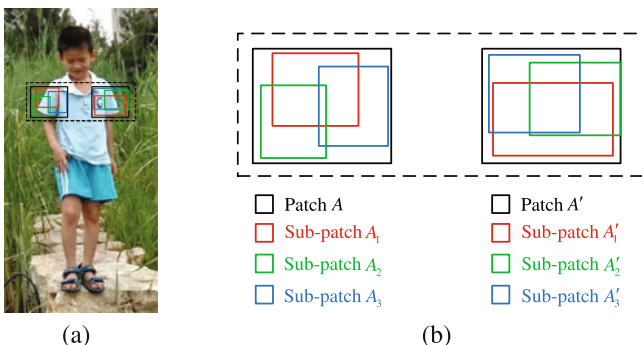 Patch A
Sub-patch A₁
Sub-patch A₂
Sub-patch A₃
Patch A′
Sub-patch A′₁
Sub-patch A′₂
Sub-patch A′₃
(a)
(b)